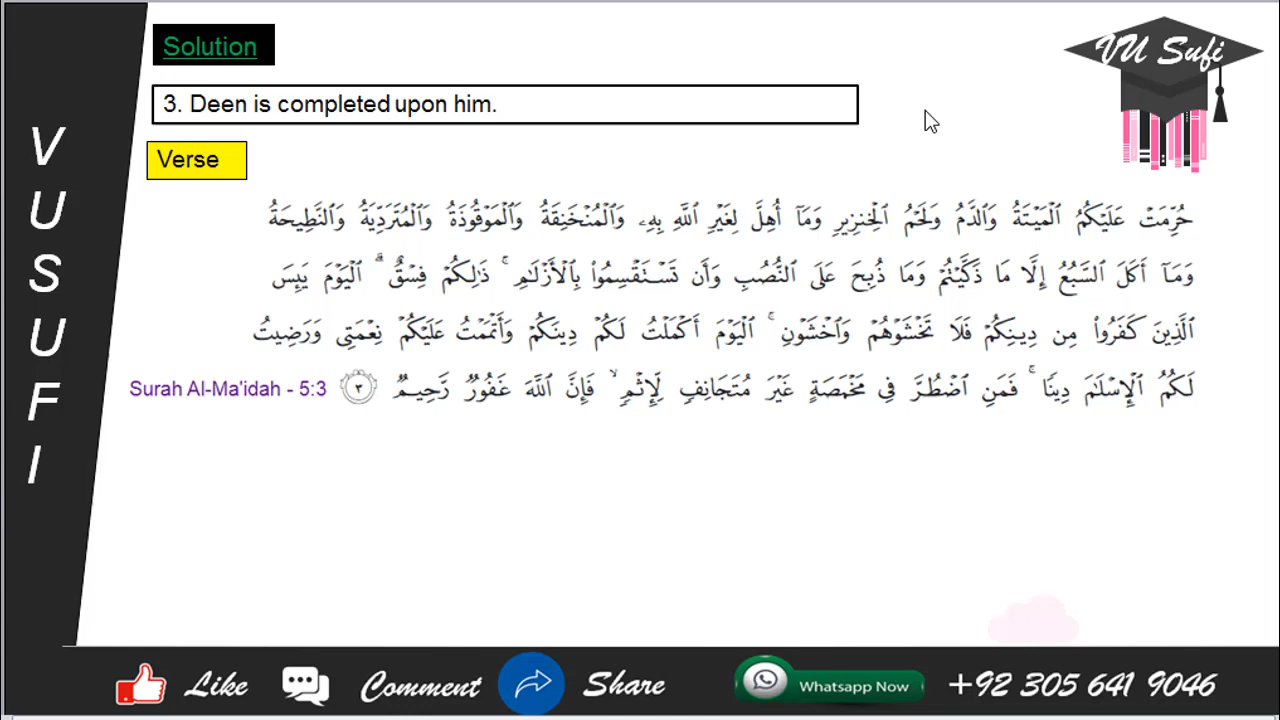 Solution
VU Sufi
3. Deen is completed upon him.
Verse
حُرِّمَتْ عَلَيْكُمُ ٱلْمَيْتَةُ وَٱلدَّمُ وَلَحْمُ ٱلْخِنزِيرِ وَمَآ أُهِلَّ لِغَيْرِ ٱللَّهِ بِهِۦ وَٱلْمُنْخَنِقَةُ وَٱلْمَوْقُوذَةُ وَٱلْمُتَرَدِّيَةُ وَٱلنَّطِيحَةُ
وَمَآ أَكَلَ ٱلسَّبُعُ إِلَّا مَا ذَكَّيْتُمْ وَمَا ذُبِحَ عَلَى ٱلنُّصُبِ وَأَن تَسْتَقْسِمُوا۟ بِٱلْأَزْلَـٰمِ ۚ ذَٰلِكُمْ فِسْقٌ ۗ ٱلْيَوْمَ يَئِسَ
ٱلَّذِينَ كَفَرُوا۟ مِن دِينِكُمْ فَلَا تَخْشَوْهُمْ وَٱخْشَوْنِ ۚ ٱلْيَوْمَ أَكْمَلْتُ لَكُمْ دِينَكُمْ وَأَتْمَمْتُ عَلَيْكُمْ نِعْمَتِى وَرَضِيتُ
لَكُمُ ٱلْإِسْلَـٰمَ دِينًا ۚ فَمَنِ ٱضْطُرَّ فِى مَخْمَصَةٍ غَيْرَ مُتَجَانِفٍ لِّإِثْمٍ ۙ فَإِنَّ ٱللَّهَ غَفُورٌ رَّحِيمٌ ٣ Surah Al-Ma'idah - 5:3
V
U
S
U
F
I
Like Comment Share Whatsapp Now +92 305 641 9046